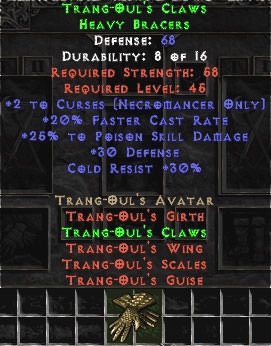 Trang-Oul's Claws
Heavy Bracers
Defense: 68
Durability: 8 of 16
Required Strength: 58
Required Level: 45
+2 to Curses (Necromancer Only)
+20% Faster Cast Rate
+25% to Poison Skill Damage
+30 Defense
Cold Resist +30%
Trang-Oul's Avatar
Trang-Oul's Girth
Trang-Oul's Claws
Trang-Oul's Wing
Trang-Oul's Scales
Trang-Oul's Guise